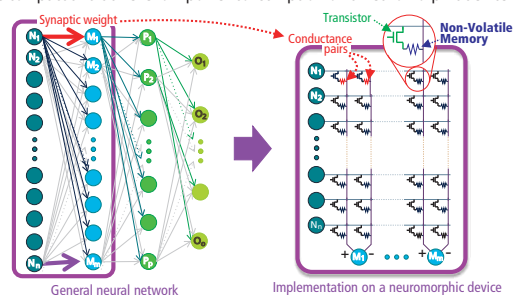 Synaptic weight
Transistor
Non-Volatile
Memory
Conductance
pairs
N1 M1 P1
N2 M2 P2
O1
O2
Nn Mm Pp
Oo
N1
N2
Nn
+ M1 - + Mm -
General neural network
Implementation on a neuromorphic device